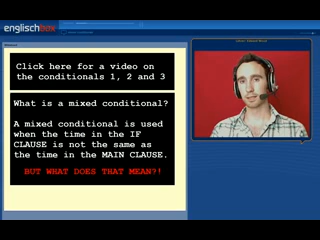 englischbox
Click here for a video on
the conditionals 1, 2 and 3
What is a mixed conditional?
A mixed conditional is used
when the time in the IF
CLAUSE is not the same as
the time in the MAIN CLAUSE.
BUT WHAT DOES THAT MEAN?!